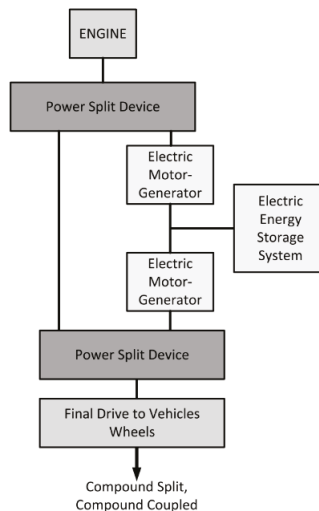 ENGINE
Power Split Device
Electric
Motor-
Generator
Electric
Energy
Storage
System
Electric
Motor-
Generator
Power Split Device
Final Drive to Vehicles
Wheels
Compound Split,
Compound Coupled